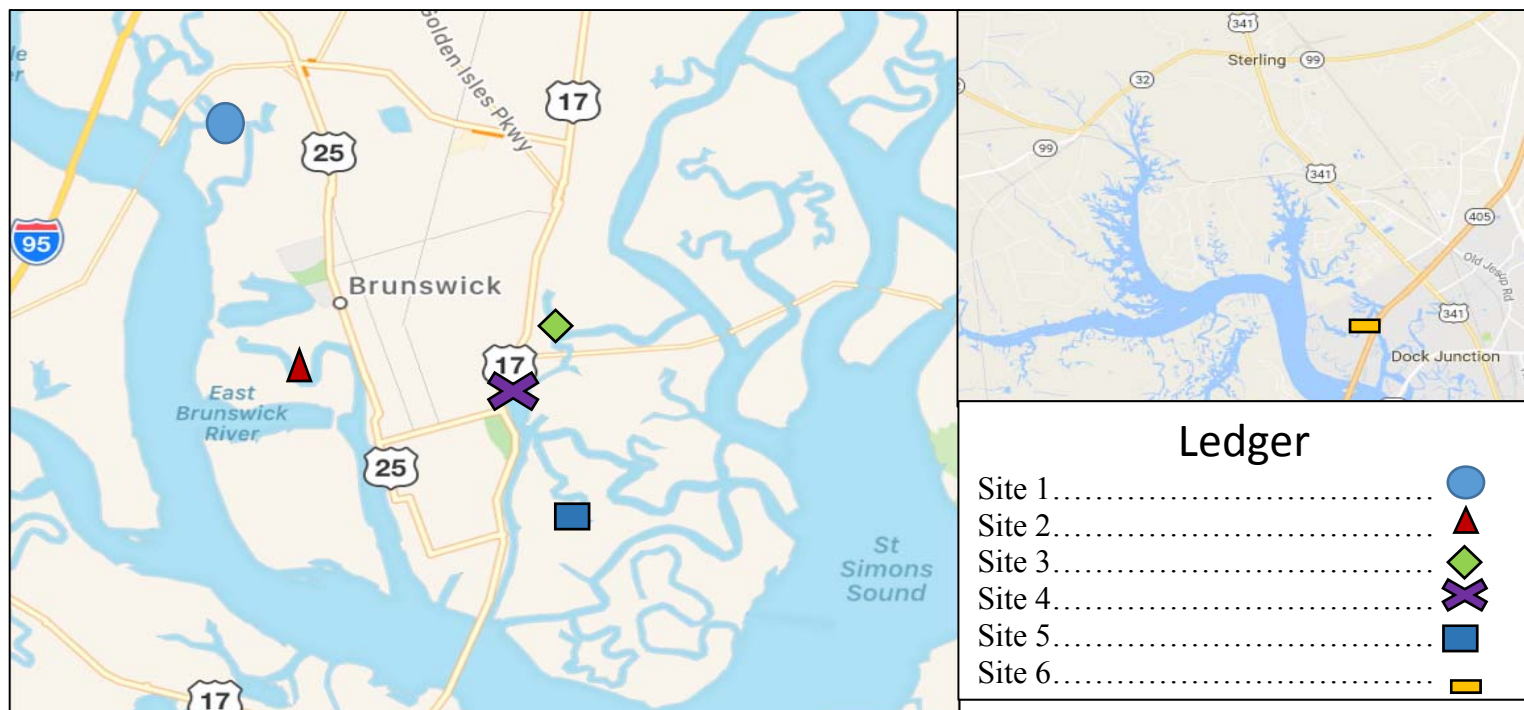 Golden Isles Pkwy
17
25
95
Brunswick
17
East
Brunswick
River
25
St
Simons
Sound
17
341
Sterling
99
32
99
341
405
Old Jesup Rd
341
Dock Junction
Ledger
Site 1
Site 2
Site 3
Site 4
Site 5
Site 6